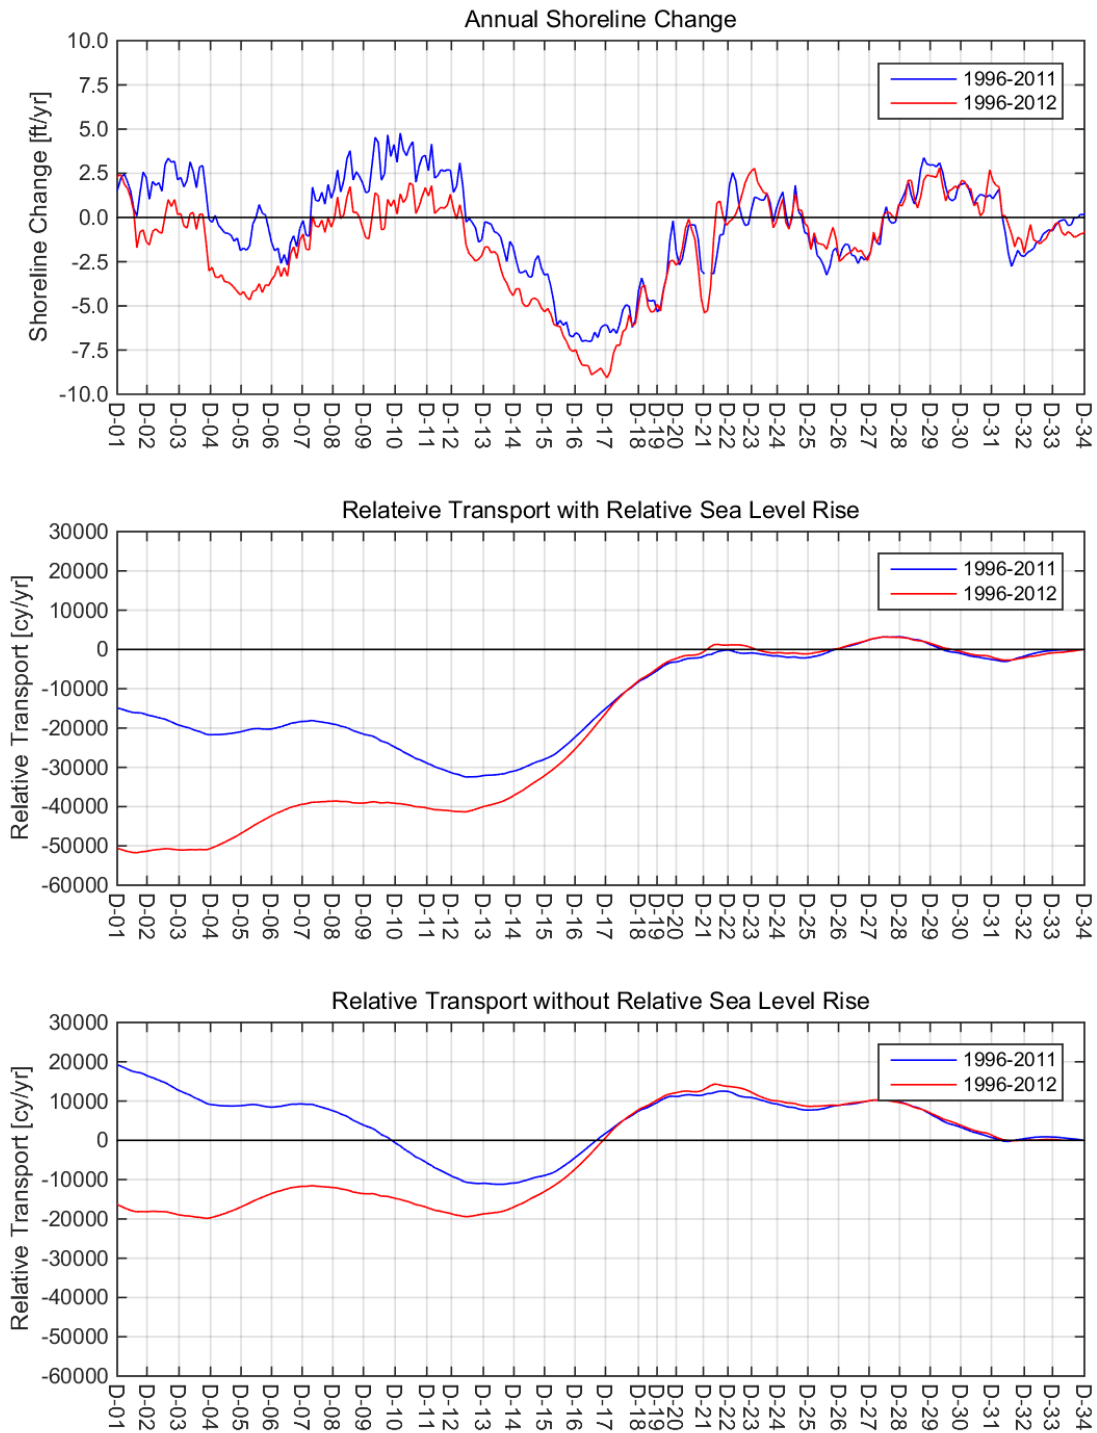 Annual Shoreline Change
Shoreline Change [ft/yr]
10.0
7.5
5.0
2.5
0.0
-2.5
-5.0
-7.5
-10.0
1996-2011
1996-2012
D-01
D-02
D-03
D-04
D-05
D-06
D-07
D-08
D-09
D-10
D-11
D-12
D-13
D-14
D-15
D-16
D-17
D-18
D-19
D-20
D-21
D-22
D-23
D-24
D-25
D-26
D-27
D-28
D-29
D-30
D-31
D-32
D-33
D-34
Relateive Transport with Relative Sea Level Rise
Relative Transport [cy/yr]
30000
20000
10000
0
-10000
-20000
-30000
-40000
-50000
-60000
1996-2011
1996-2012
D-01
D-02
D-03
D-04
D-05
D-06
D-07
D-08
D-09
D-10
D-11
D-12
D-13
D-14
D-15
D-16
D-17
D-18
D-19
D-20
D-21
D-22
D-23
D-24
D-25
D-26
D-27
D-28
D-29
D-30
D-31
D-32
D-33
D-34
Relative Transport without Relative Sea Level Rise
Relative Transport [cy/yr]
30000
20000
10000
0
-10000
-20000
-30000
-40000
-50000
-60000
1996-2011
1996-2012
D-01
D-02
D-03
D-04
D-05
D-06
D-07
D-08
D-09
D-10
D-11
D-12
D-13
D-14
D-15
D-16
D-17
D-18
D-19
D-20
D-21
D-22
D-23
D-24
D-25
D-26
D-27
D-28
D-29
D-30
D-31
D-32
D-33
D-34